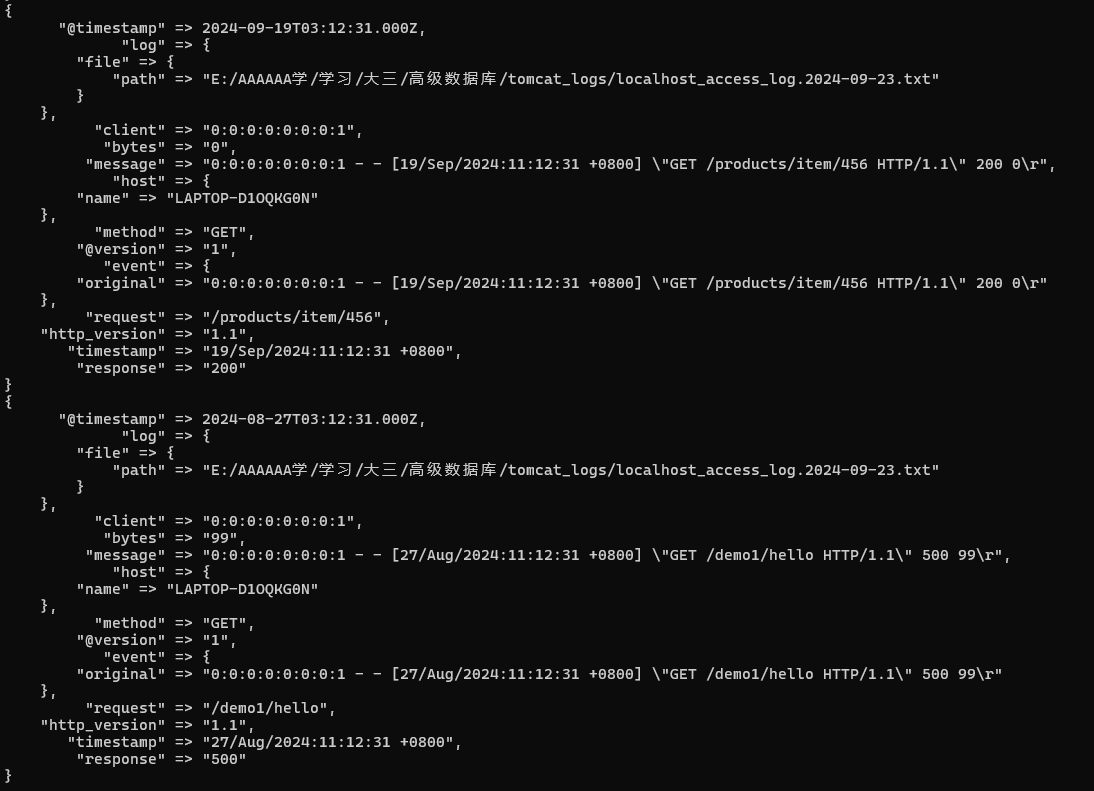 {
      "@timestamp" => 2024-09-19T03:12:31.000Z,
             "log" => {
        "file" => {
            "path" => "E:/AAAAAA学/学习/大三/高级数据库/tomcat_logs/localhost_access_log.2024-09-23.txt"
        }
    },
          "client" => "0:0:0:0:0:0:0:1",
           "bytes" => "0",
         "message" => "0:0:0:0:0:0:0:1 - - [19/Sep/2024:11:12:31 +0800] \"GET /products/item/456 HTTP/1.1\" 200 0\r",
            "host" => {
        "name" => "LAPTOP-D1OQKG0N"
    },
          "method" => "GET",
        "@version" => "1",
           "event" => {
        "original" => "0:0:0:0:0:0:0:1 - - [19/Sep/2024:11:12:31 +0800] \"GET /products/item/456 HTTP/1.1\" 200 0\r"
    },
         "request" => "/products/item/456",
    "http_version" => "1.1",
       "timestamp" => "19/Sep/2024:11:12:31 +0800",
        "response" => "200"
}
{
      "@timestamp" => 2024-08-27T03:12:31.000Z,
             "log" => {
        "file" => {
            "path" => "E:/AAAAAA学/学习/大三/高级数据库/tomcat_logs/localhost_access_log.2024-09-23.txt"
        }
    },
          "client" => "0:0:0:0:0:0:0:1",
           "bytes" => "99",
         "message" => "0:0:0:0:0:0:0:1 - - [27/Aug/2024:11:12:31 +0800] \"GET /demo1/hello HTTP/1.1\" 500 99\r",
            "host" => {
        "name" => "LAPTOP-D1OQKG0N"
    },
          "method" => "GET",
        "@version" => "1",
           "event" => {
        "original" => "0:0:0:0:0:0:0:1 - - [27/Aug/2024:11:12:31 +0800] \"GET /demo1/hello HTTP/1.1\" 500 99\r"
    },
         "request" => "/demo1/hello",
    "http_version" => "1.1",
       "timestamp" => "27/Aug/2024:11:12:31 +0800",
        "response" => "500"
}